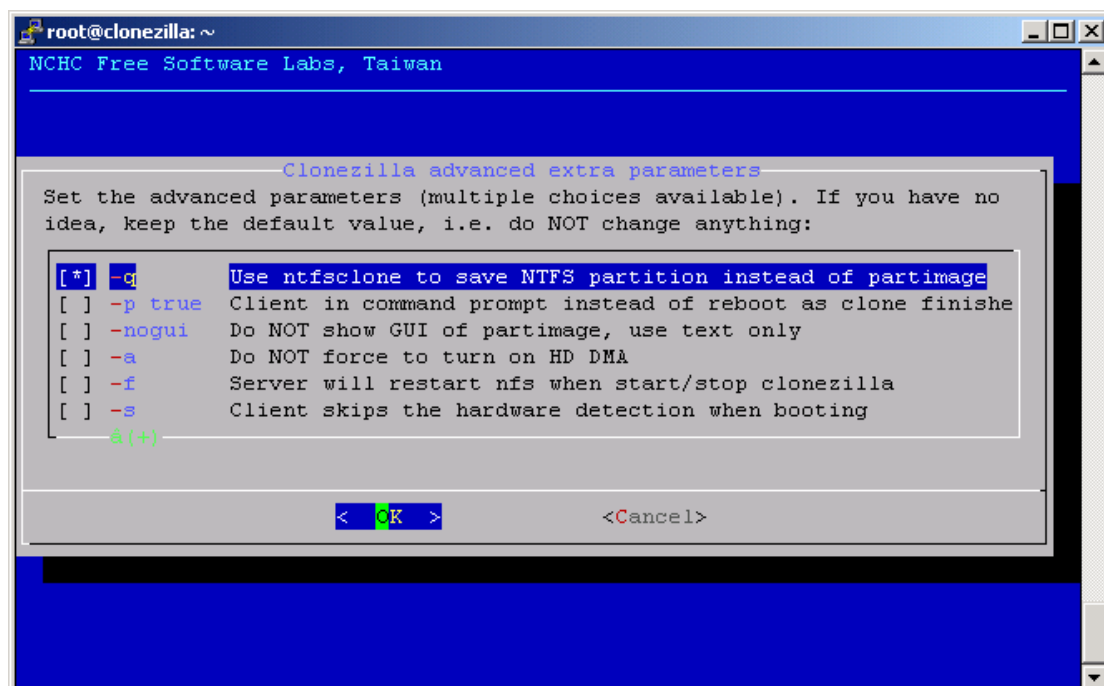 root@clonezilla: ~
NCHC Free Software Labs, Taiwan
Clonezilla advanced extra parameters
Set the advanced parameters (multiple choices available). If you have no
idea, keep the default value, i.e. do NOT change anything:
[*] -q Use ntfsclone to save NTFS partition instead of partimage
[ ] -p true Client in command prompt instead of reboot as clone finishe
[ ] -nogui Do NOT show GUI of partimage, use text only
[ ] -a Do NOT force to turn on HD DMA
[ ] -f Server will restart nfs when start/stop clonezilla
[ ] -s Client skips the hardware detection when booting
(+)
< OK > <Cancel>